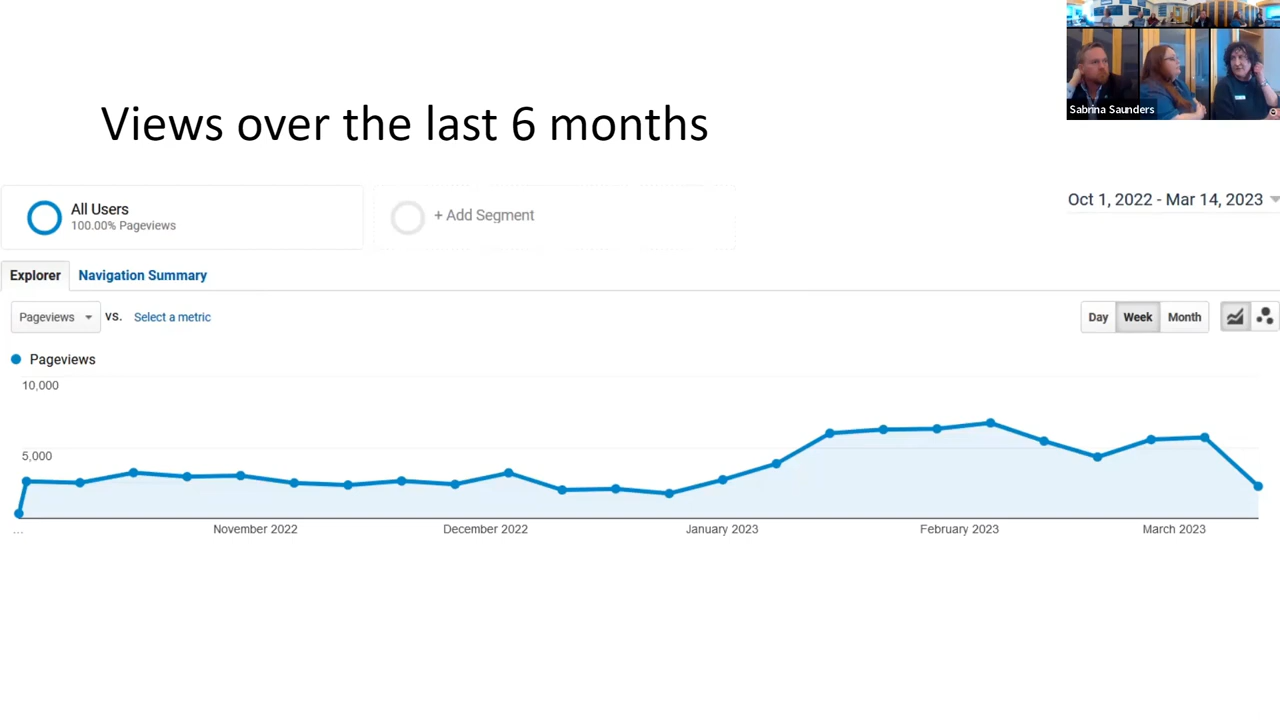 Sabrina Saunders
Views over the last 6 months
All Users
100.00% Pageviews
+ Add Segment
Oct 1, 2022 - Mar 14, 2023
Explorer
Navigation Summary
Pageviews
VS.
Select a metric
Day
Week
Month
Pageviews
10,000
5,000
...
November 2022
December 2022
January 2023
February 2023
March 2023